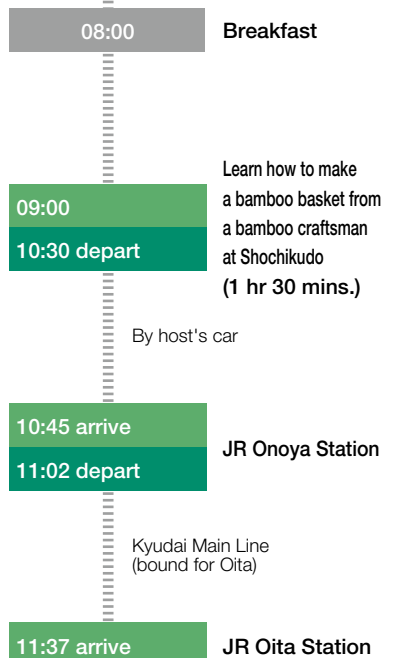 08:00
Breakfast
Learn how to make
a bamboo basket from
a bamboo craftsman
at Shochikudo
(1 hr 30 mins.)
09:00
10:30 depart
By host's car
10:45 arrive
11:02 depart
JR Onoya Station
Kyudai Main Line
(bound for Oita)
11:37 arrive
JR Oita Station